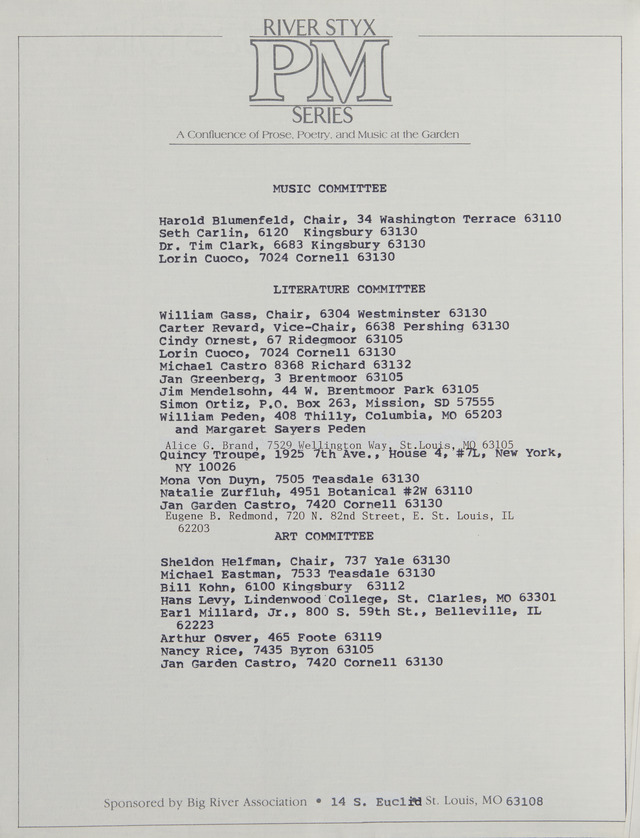 RIVER STYX
PM
SERIES
A Confluence of Prose, Poetry, and Music at the Garden
MUSIC COMMITTEE
Harold Blumenfeld, Chair, 34 Washington Terrace 63110
Seth Carlin, 6120 Kingsbury 63130
Dr. Tim Clark, 6683 Kingsbury 63130
Lorin Cuoco, 7024 Cornell 63130
LITERATURE COMMITTEE
William Gass, Chair, 6304 Westminster 63130
Carter Revard, Vice-Chair, 6638 Pershing 63130
Cindy Ornest, 67 Ridegmoor 63105
Lorin Cuoco, 7024 Cornell 63130
Michael Castro 8368 Richard 63132
Jan Greenberg, 3 Brentmoor 63105
Jim Mendelsohn, 44 W. Brentmoor Park 63105
Simon Ortiz, P.O. Box 263, Mission, SD 57555
William Peden, 408 Thilly, Columbia, MO 65203
and Margaret Sayers Peden
Alice G. Brand, 7529 Wellington Way, St.Louis, MO 63105
Quincy Troupe, 1925 7th Ave., House 4, #7L, New York,
NY 10026
Mona Von Duyn, 7505 Teasdale 63130
Natalie Zurfluh, 4951 Botanical #2W 63110
Jan Garden Castro, 7420 Cornell 63130
Eugene B. Redmond, 720 N. 82nd Street, E. St. Louis, IL
62203
ART COMMITTEE
Sheldon Helfman, Chair, 737 Yale 63130
Michael Eastman, 7533 Teasdale 63130
Bill Kohn, 6100 Kingsbury 63112
Hans Levy, Lindenwood College, St. Clarles, MO 63301
Earl Millard, Jr., 800 S. 59th St., Belleville, IL
62223
Arthur Osver, 465 Foote 63119
Nancy Rice, 7435 Byron 63105
Jan Garden Castro, 7420 Cornell 63130
Sponsored by Big River Association • 14 S. Euclid St. Louis, MO 63108